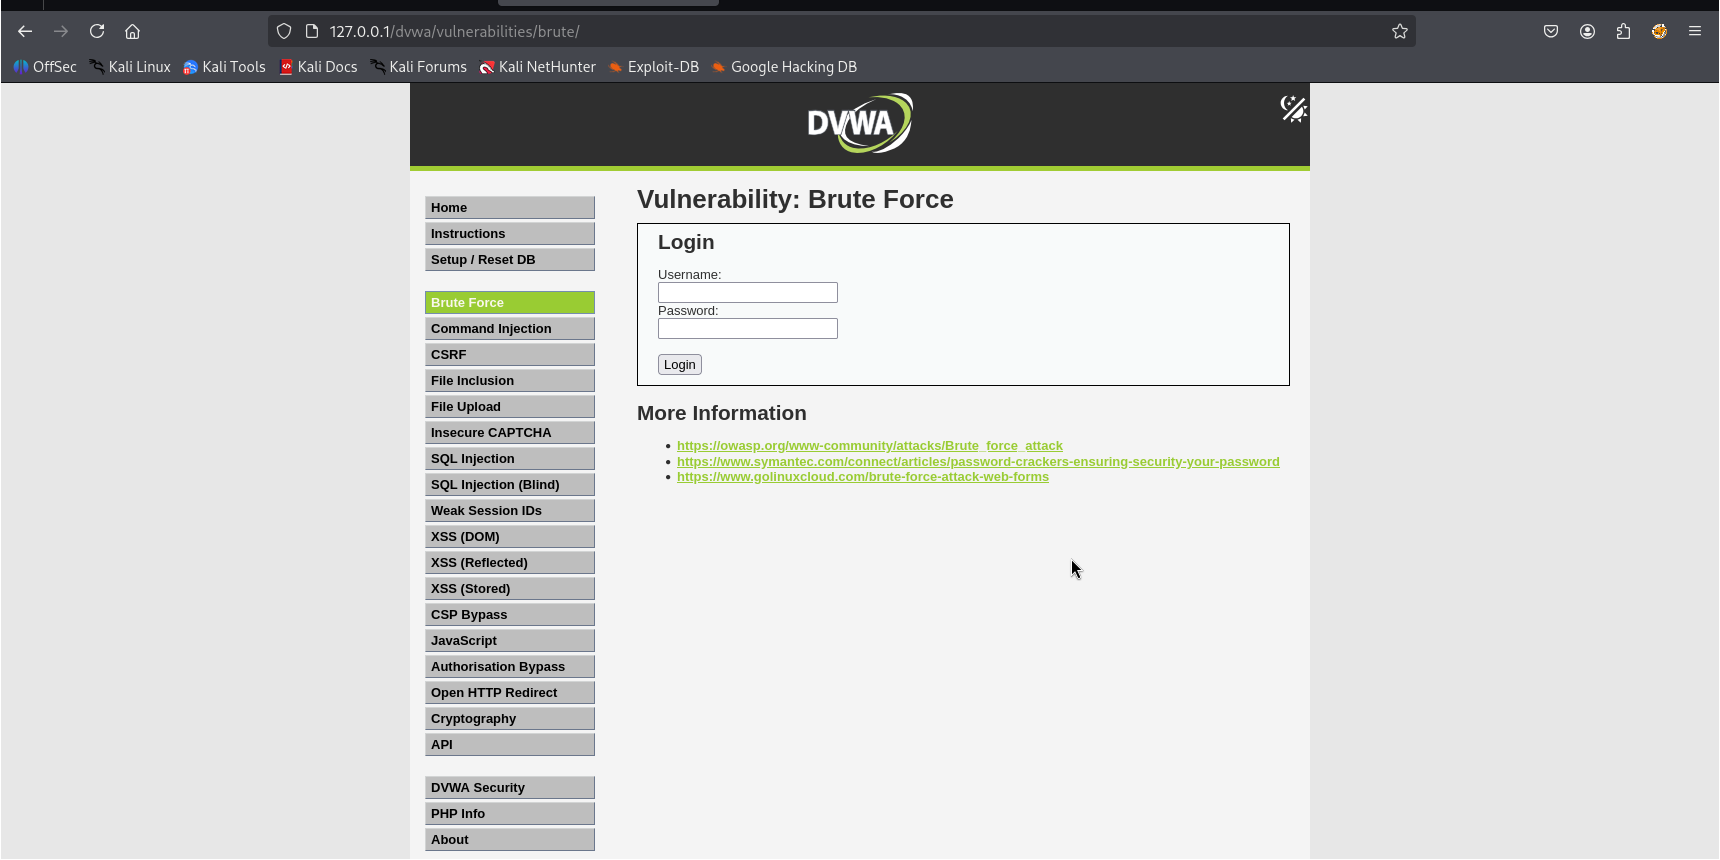 127.0.0.1/dvwa/vulnerabilities/brute/
OffSec Kali Linux Kali Tools Kali Docs Kali Forums Kali NetHunter Exploit-DB Google Hacking DB
DVWA
Home
Instructions
Setup / Reset DB
Brute Force
Command Injection
CSRF
File Inclusion
File Upload
Insecure CAPTCHA
SQL Injection
SQL Injection (Blind)
Weak Session IDs
XSS (DOM)
XSS (Reflected)
XSS (Stored)
CSP Bypass
JavaScript
Authorisation Bypass
Open HTTP Redirect
Cryptography
API
DVWA Security
PHP Info
About
Vulnerability: Brute Force
Login
Username:
Password:
Login
More Information
https://owasp.org/www-community/attacks/Brute_force_attack
https://www.symantec.com/connect/articles/password-crackers-ensuring-security-your-password
https://www.golinuxcloud.com/brute-force-attack-web-forms